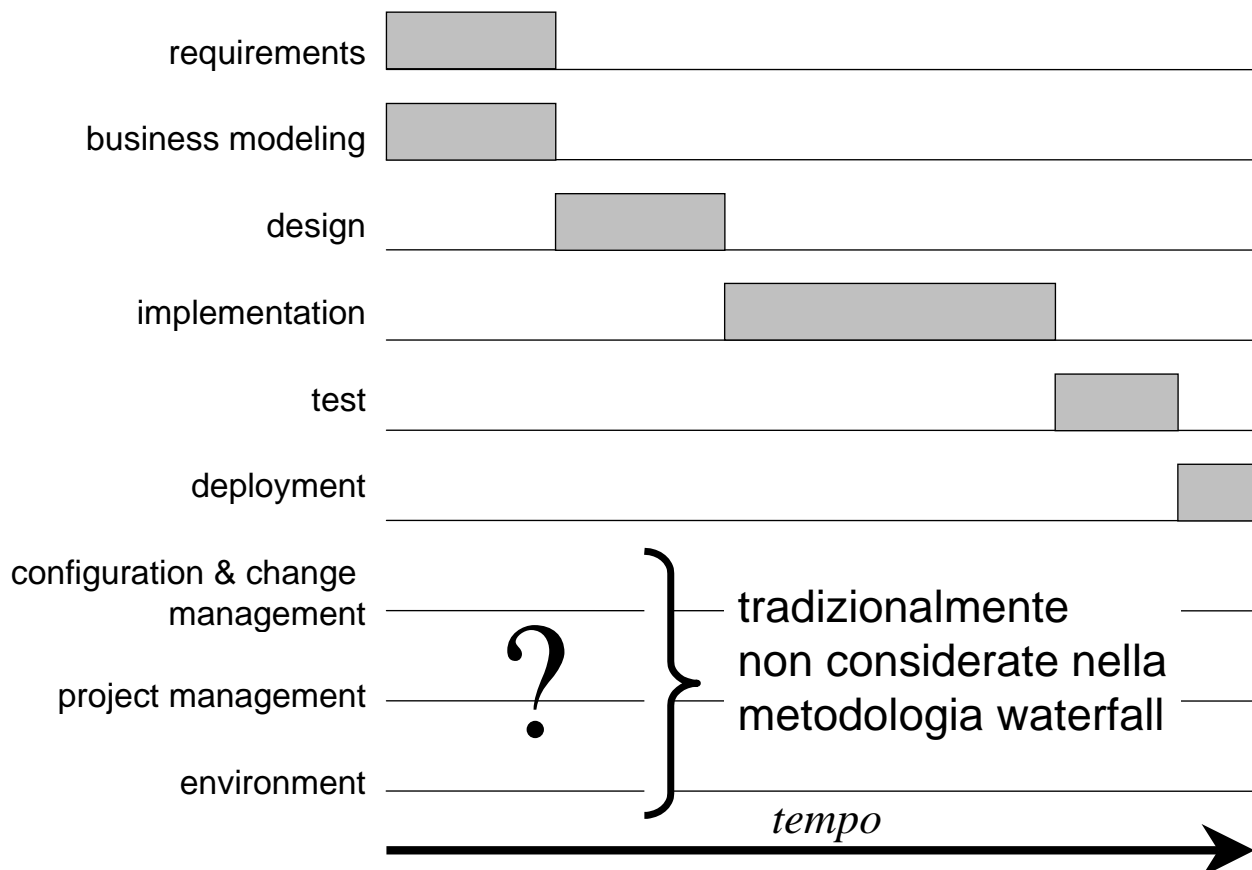 requirements
business modeling
design
implementation
test
deployment
configuration & change
management
project management
environment
?
tradizionalmente
non considerate nella
metodologia waterfall
tempo